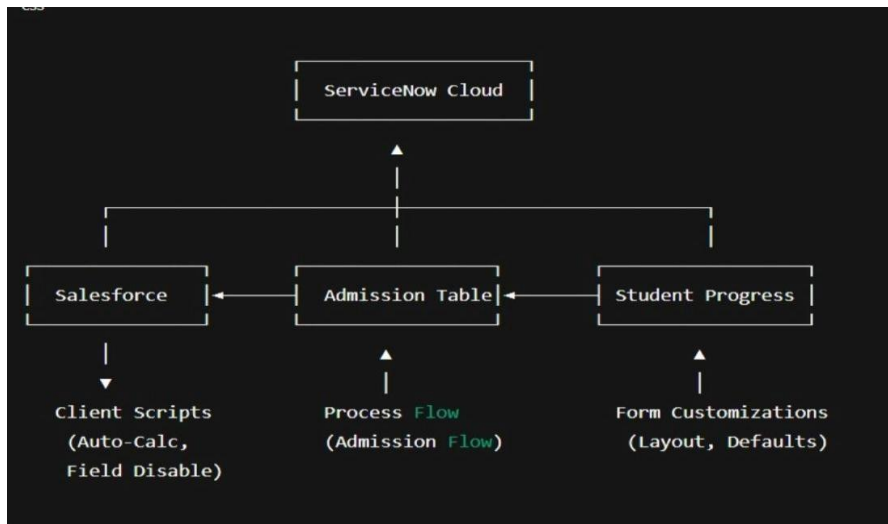 css
ServiceNow Cloud
Salesforce
Admission Table
Student Progress
Client Scripts
(Auto-Calc,
Field Disable)
Process Flow
(Admission Flow)
Form Customizations
(Layout, Defaults)